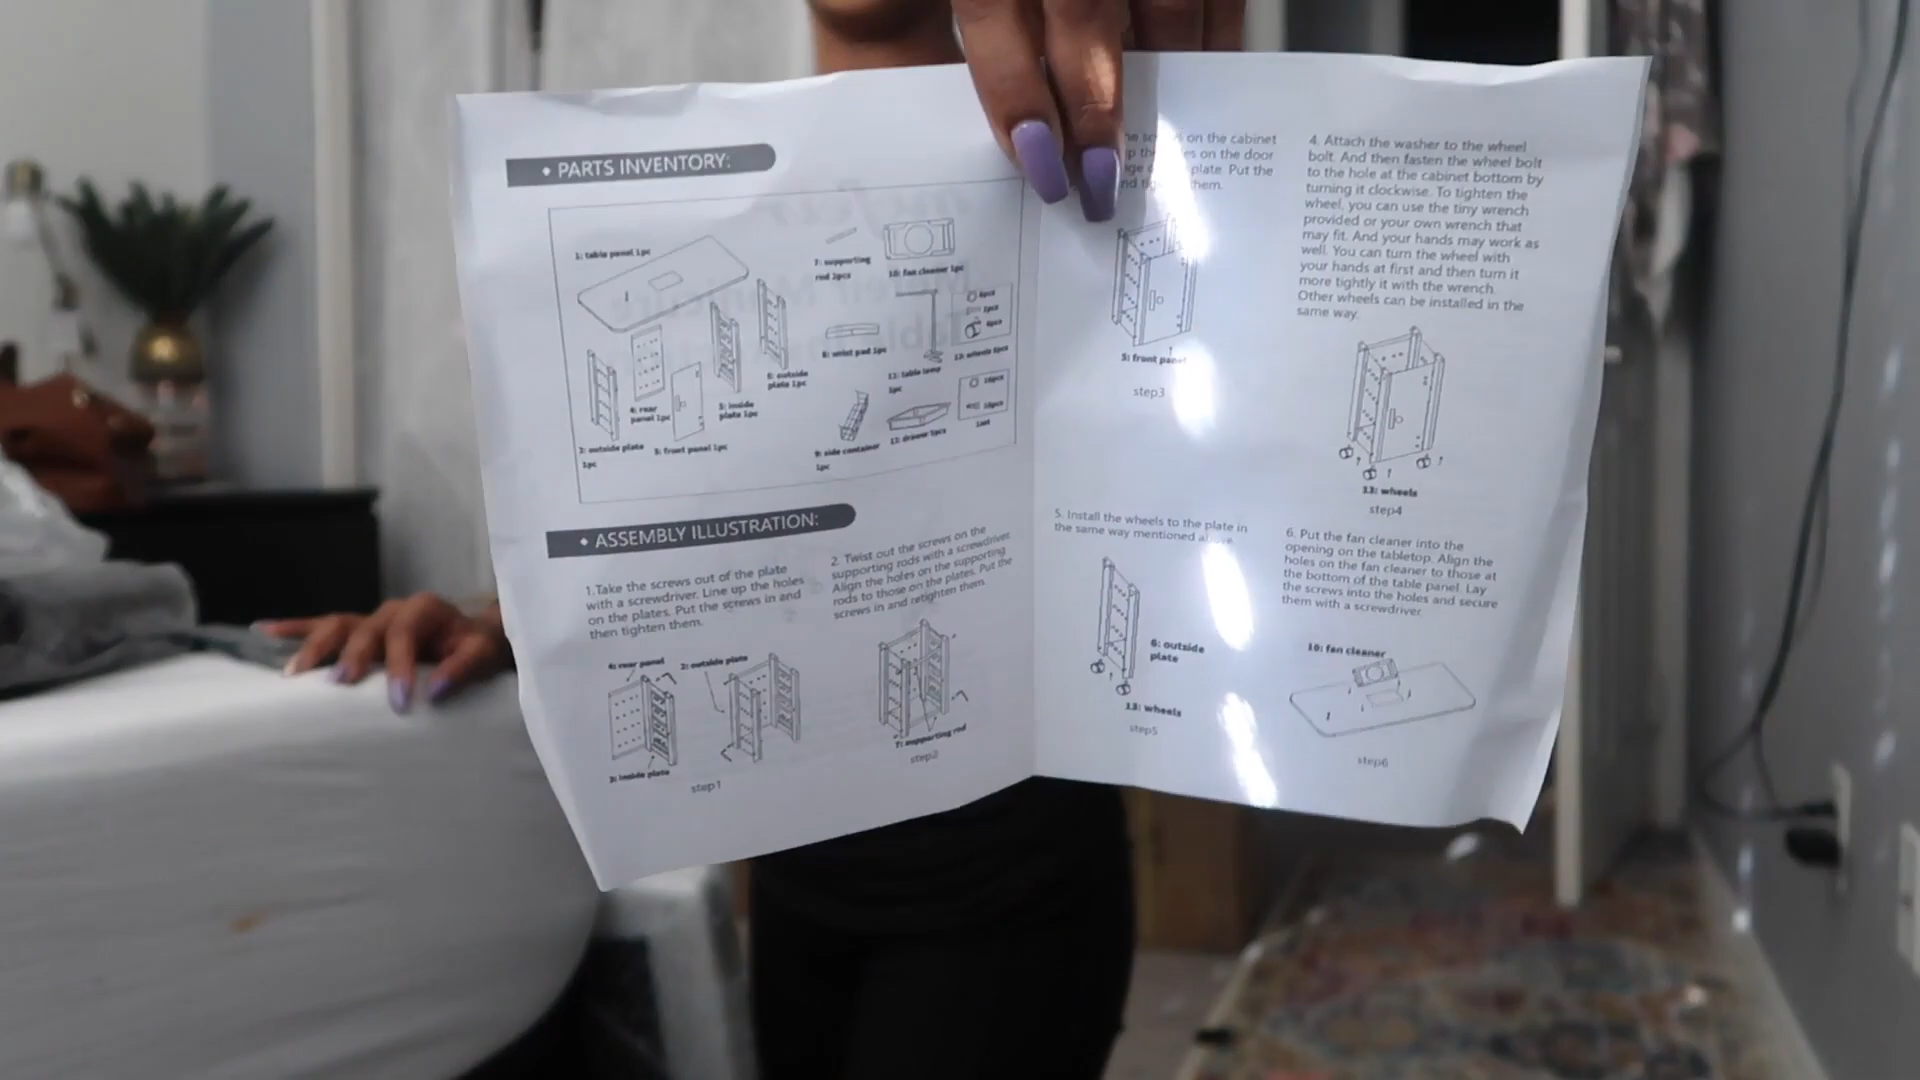 • PARTS INVENTORY:
1: table panel 1pc
7: supporting
rod 2pcs
10: fan cleaner 1pc
6pcs
1pcs
6pcs
8: wrist pad 1pc
13: wheels 6pcs
6: outside
plate 1pc
11: table lamp
1pc
4: rear
panel 1pc
3: inside
plate 1pc
16pcs
16pcs
2: outside plate
1pc
5: front panel 1pc
9: side container
1pc
12: drawer 5pcs
• ASSEMBLY ILLUSTRATION:
1.Take the screws out of the plate
with a screwdriver. Line up the holes
on the plates. Put the screws in and
then tighten them.
4: rear panel
2: outside plate
3: inside plate
step1
2. Twist out the screws on the
supporting rods with a screwdriver.
Align the holes on the supporting
rods to those on the plates. Put the
screws in and retighten them.
7: supporting rod
step2
on the cabinet
on the door
plate. Put the
them.
5: front panel
step3
4. Attach the washer to the wheel
bolt. And then fasten the wheel bolt
to the hole at the cabinet bottom by
turning it clockwise. To tighten the
wheel, you can use the tiny wrench
provided or your own wrench that
may fit. And your hands may work as
well. You can turn the wheel with
your hands at first and then turn it
more tightly it with the wrench.
Other wheels can be installed in the
same way.
13: wheels
step4
5. Install the wheels to the plate in
the same way mentioned
6: outside
plate
13: wheels
step5
6. Put the fan cleaner into the
opening on the tabletop. Align the
holes on the fan cleaner to those at
the bottom of the table panel. Lay
the screws into the holes and secure
them with a screwdriver.
10: fan cleaner
step6